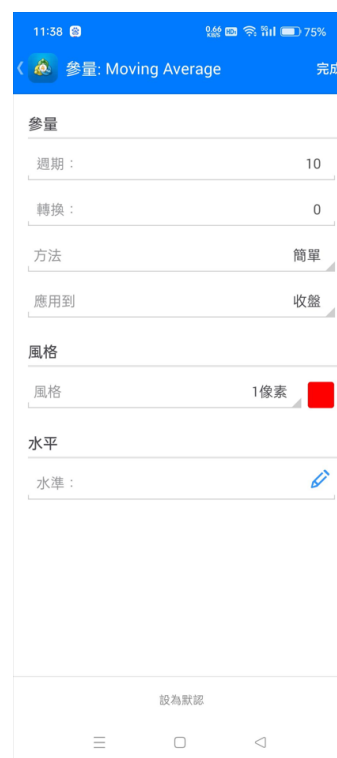 11:38
0.66 KB/S HD 5G 75%
參量: Moving Average 完成
參量
週期： 10
轉換： 0
方法 簡單
應用到 收盤
風格
風格 1像素
水平
水準：
設為默認